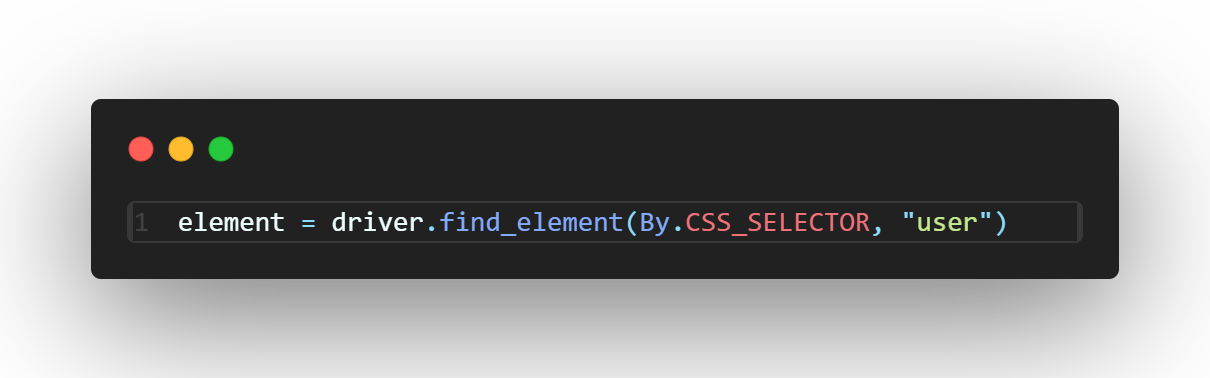 1 element = driver.find_element(By.CSS_SELECTOR, "user")